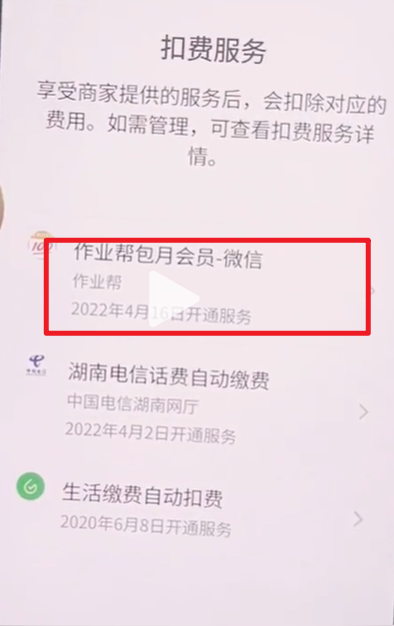 扣费服务
享受商家提供的服务后，会扣除对应的
费用。如需管理，可查看扣费服务详
情。
作业帮包月会员-微信
作业帮
2022年4月16日开通服务
湖南电信话费自动缴费
中国电信湖南网厅
2022年4月2日开通服务
生活缴费自动扣费
2020年6月8日开通服务